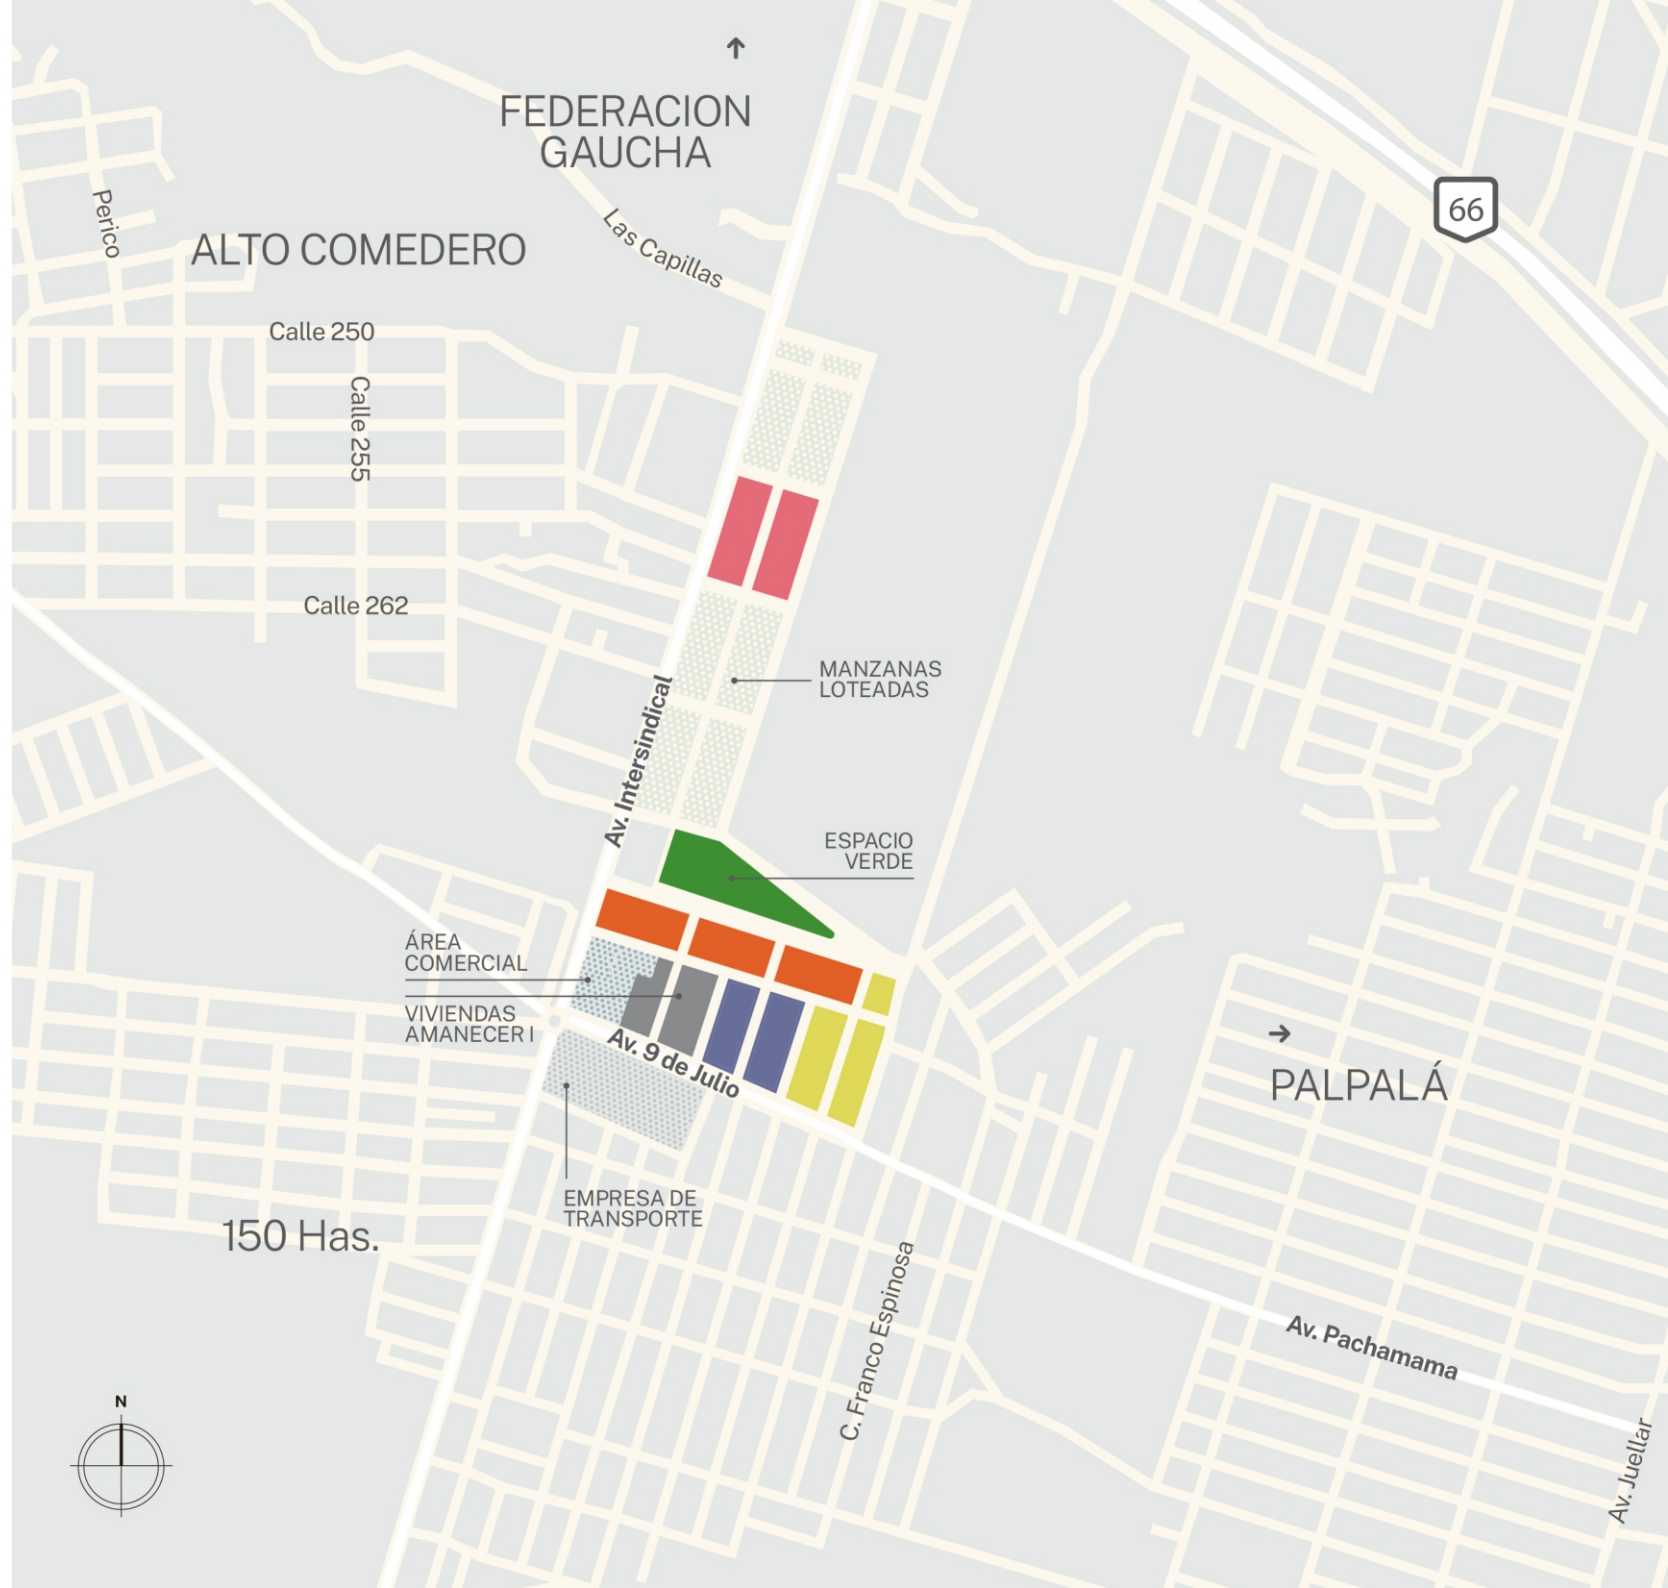 FEDERACION
GAUCHA
66
Perico
ALTO COMEDERO
Las Capillas
Calle 250
Calle 255
Calle 262
MANZANAS
LOTEADAS
Av. Intersindical
ESPACIO
VERDE
ÁREA
COMERCIAL
VIVIENDAS
AMANECER I
Av. 9 de Julio
PALPALÁ
EMPRESA DE
TRANSPORTE
150 Has.
C. Franco Espinosa
Av. Pachamama
Av. Juellar
N